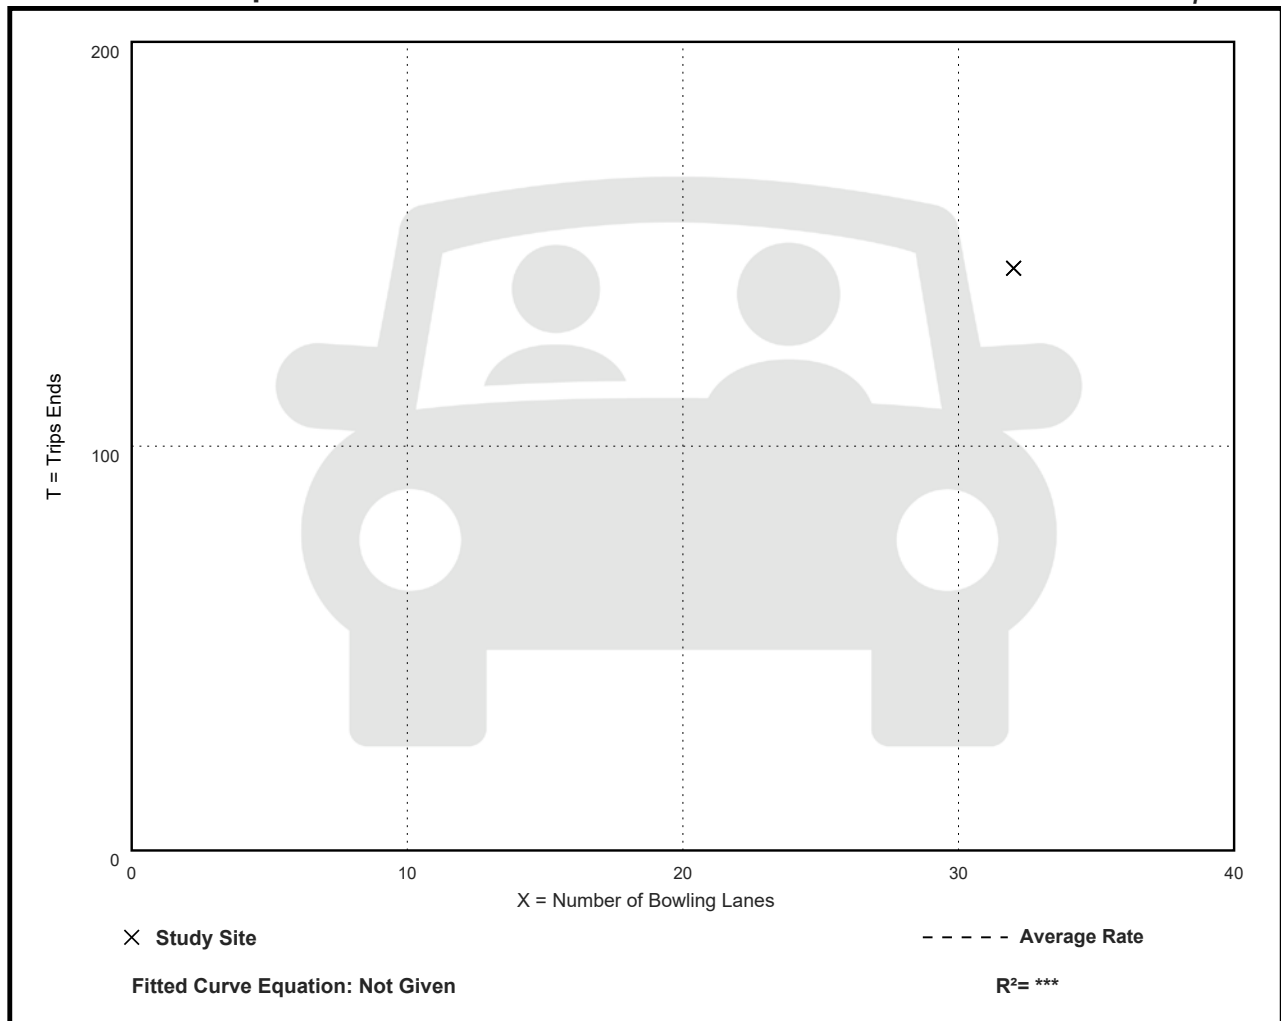 200
100
0
T = Trips Ends
0 10 20 30 40
X = Number of Bowling Lanes
Study Site
Average Rate
Fitted Curve Equation: Not Given
R²= ***